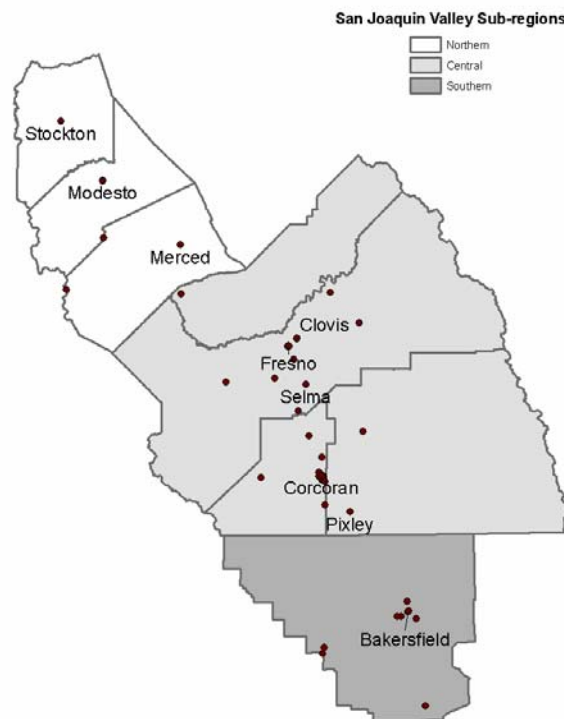 San Joaquin Valley Sub-regions
Northern
Central
Southern
Stockton
Modesto
Merced
Clovis
Fresno
Selma
Corcoran
Pixley
Bakersfield